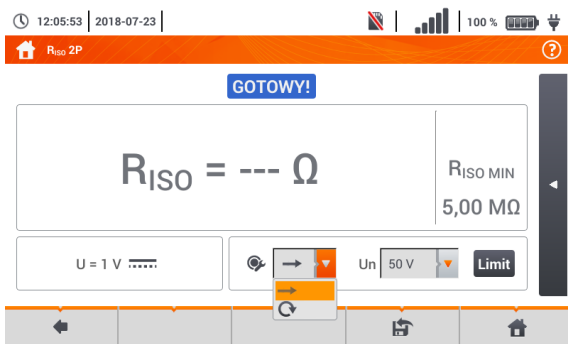 12:05:53 2018-07-23 100 %
RISO 2P
GOTOWY!
RISO = --- Ω
RISO MIN
5,00 MΩ
U = 1 V Un 50 V Limit